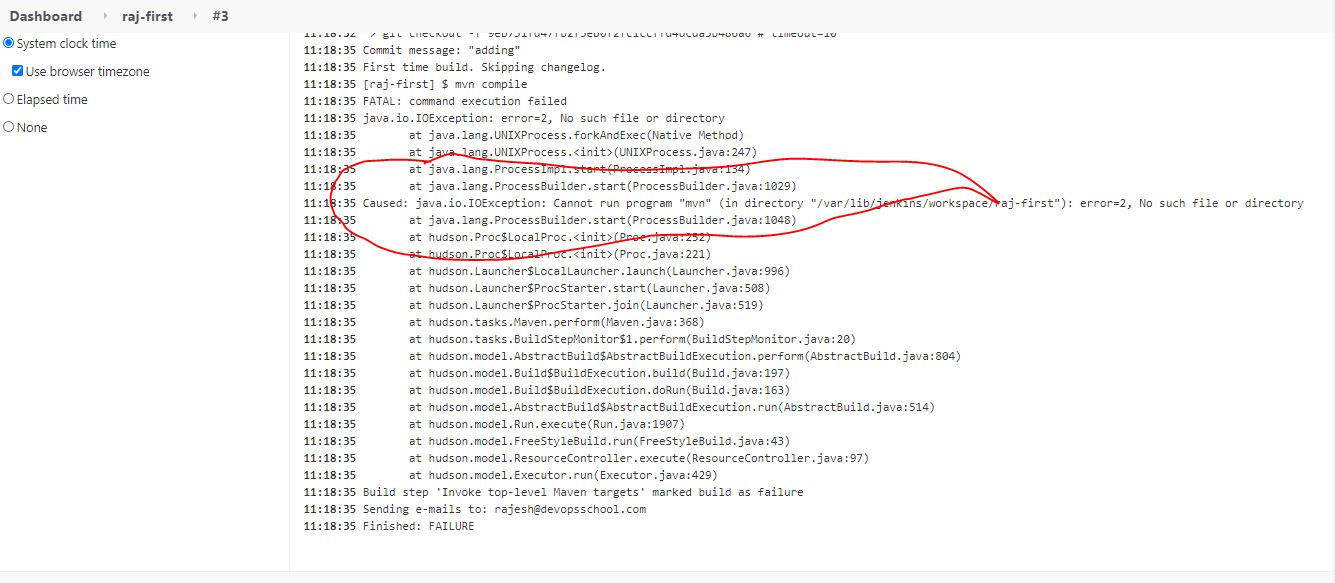 Dashboard raj-first #3
System clock time
Use browser timezone
Elapsed time
None
11:18:35 Commit message: "adding"
11:18:35 First time build. Skipping changelog.
11:18:35 [raj-first] $ mvn compile
11:18:35 FATAL: command execution failed
11:18:35 java.io.IOException: error=2, No such file or directory
11:18:35 at java.lang.UNIXProcess.forkAndExec(Native Method)
11:18:35 at java.lang.UNIXProcess.<init>(UNIXProcess.java:247)
11:18:35 at java.lang.ProcessImpl.start(ProcessImpl.java:134)
11:18:35 at java.lang.ProcessBuilder.start(ProcessBuilder.java:1029)
11:18:35 Caused: java.io.IOException: Cannot run program "mvn" (in directory "/var/lib/jenkins/workspace/raj-first"): error=2, No such file or directory
11:18:35 at java.lang.ProcessBuilder.start(ProcessBuilder.java:1048)
11:18:35 at hudson.Proc$LocalProc.<init>(Proc.java:252)
11:18:35 at hudson.Proc$LocalProc.<init>(Proc.java:221)
11:18:35 at hudson.Launcher$LocalLauncher.launch(Launcher.java:996)
11:18:35 at hudson.Launcher$ProcStarter.start(Launcher.java:508)
11:18:35 at hudson.Launcher$ProcStarter.join(Launcher.java:519)
11:18:35 at hudson.tasks.Maven.perform(Maven.java:368)
11:18:35 at hudson.tasks.BuildStepMonitor$1.perform(BuildStepMonitor.java:20)
11:18:35 at hudson.model.AbstractBuild$AbstractBuildExecution.perform(AbstractBuild.java:804)
11:18:35 at hudson.model.Build$BuildExecution.build(Build.java:197)
11:18:35 at hudson.model.Build$BuildExecution.doRun(Build.java:163)
11:18:35 at hudson.model.AbstractBuild$AbstractBuildExecution.run(AbstractBuild.java:514)
11:18:35 at hudson.model.Run.execute(Run.java:1907)
11:18:35 at hudson.model.FreeStyleBuild.run(FreeStyleBuild.java:43)
11:18:35 at hudson.model.ResourceController.execute(ResourceController.java:97)
11:18:35 at hudson.model.Executor.run(Executor.java:429)
11:18:35 Build step 'Invoke top-level Maven targets' marked build as failure
11:18:35 Sending e-mails to: rajesh@devopsschool.com
11:18:35 Finished: FAILURE